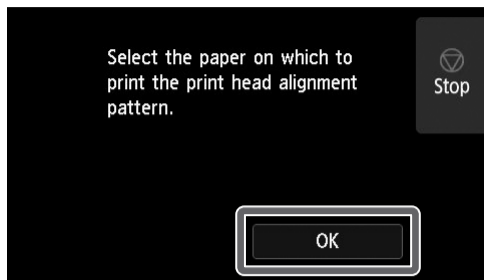 Select the paper on which to
print the print head alignment
pattern.
Stop
OK